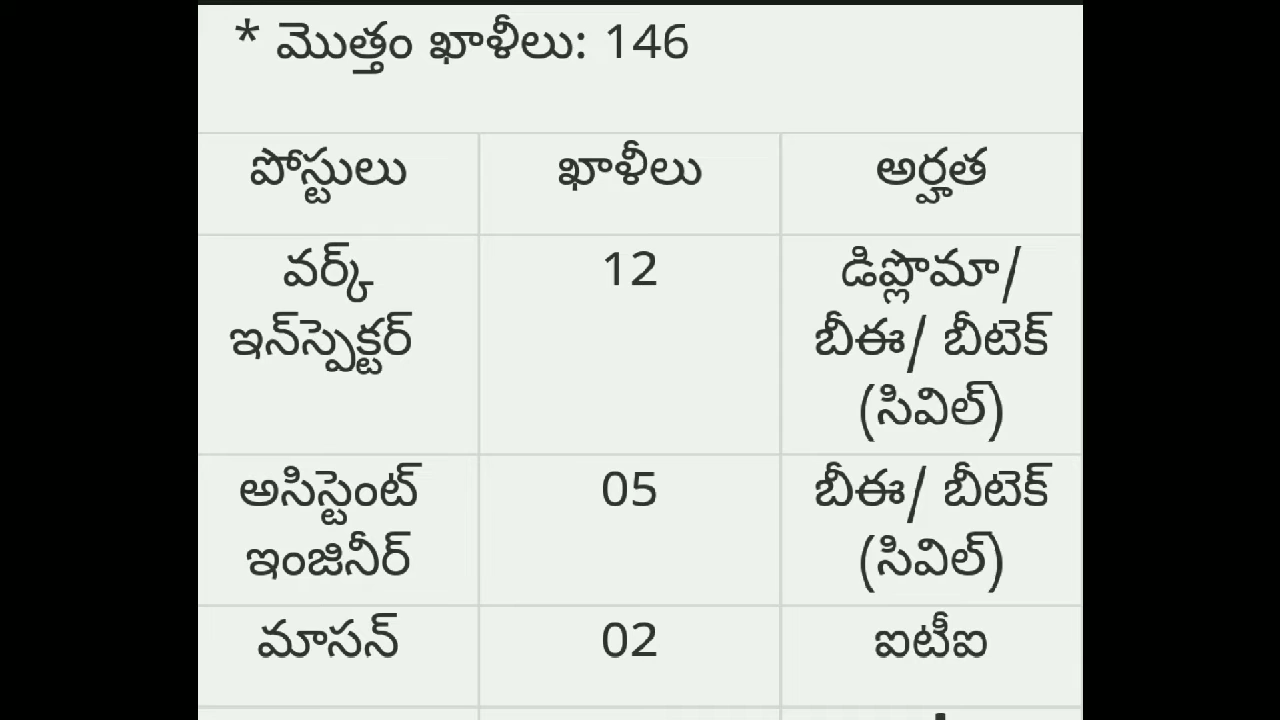 * మొత్తం ఖాళీలు: 146
పోస్టులు ఖాళీలు అర్హత
వర్క్ 12 డిప్లొమా/
ఇన్‌స్పెక్టర్ బీఈ/ బీటెక్
(సివిల్)
అసిస్టెంట్ 05 బీఈ/ బీటెక్
ఇంజినీర్ (సివిల్)
మాసన్ 02 ఐటీఐ